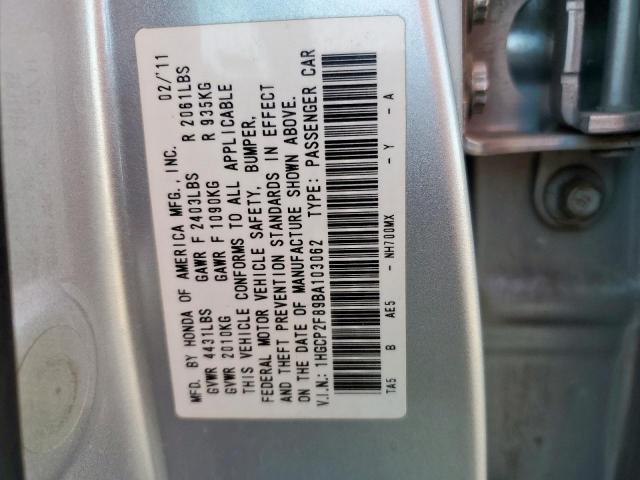 MFD. BY HONDA OF AMERICA MFG., INC. 02/'11
GVWR 4431LBS GAWR F 2403LBS R 2061LBS
GVWR 2010KG GAWR F 1090KG R 935KG
THIS VEHICLE CONFORMS TO ALL APPLICABLE
FEDERAL MOTOR VEHICLE SAFETY, BUMPER,
AND THEFT PREVENTION STANDARDS IN EFFECT
ON THE DATE OF MANUFACTURE SHOWN ABOVE.
V.I.N.: 1HGCP2F89BA103062 TYPE: PASSENGER CAR
TA5 B AE5 - NH700MX - Y - A